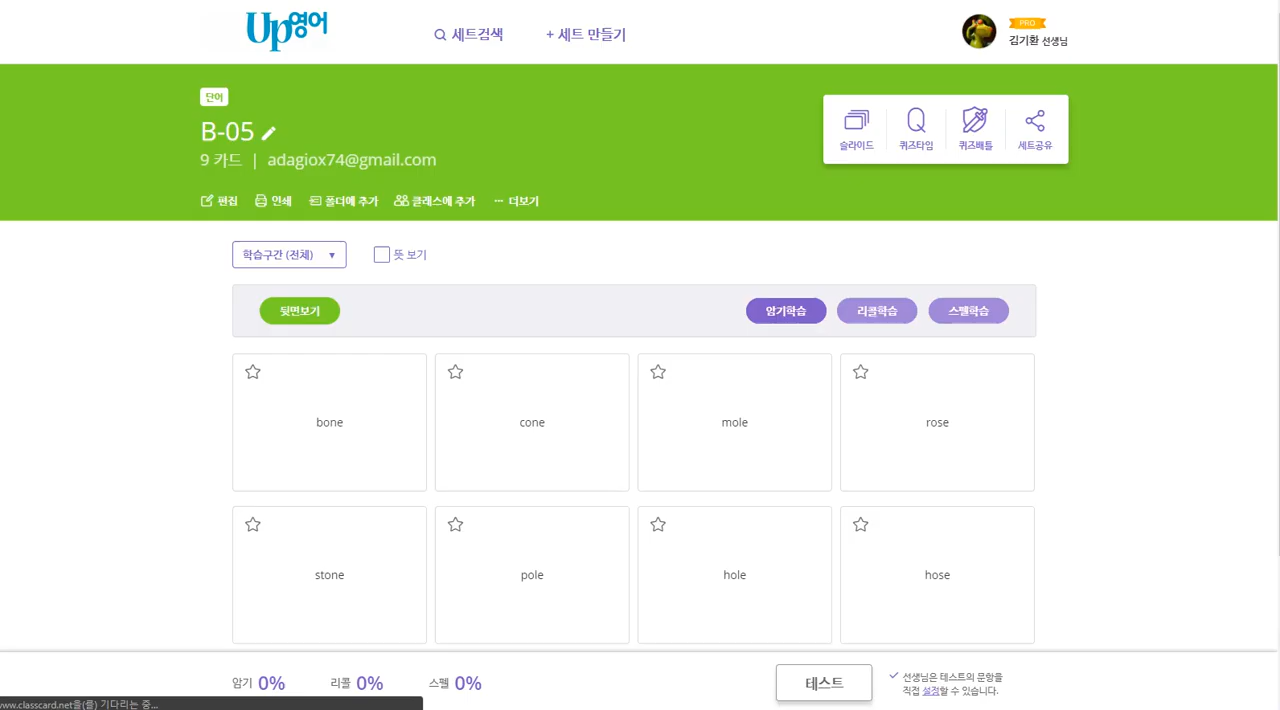 Up영어
세트검색
+ 세트 만들기
PRO
김기환 선생님
단어
B-05
9 카드 | adagiox74@gmail.com
슬라이드
퀴즈타임
퀴즈배틀
세트공유
편집
인쇄
폴더에 추가
클래스에 추가
··· 더보기
학습구간 (전체) ▼
뜻 보기
뒷면보기
암기학습
리콜학습
스펠학습
bone
cone
mole
rose
stone
pole
hole
hose
암기 0%
리콜 0%
스펠 0%
테스트
선생님은 테스트의 문항을
직접 설정할 수 있습니다.
www.classcard.net을(를) 기다리는 중...